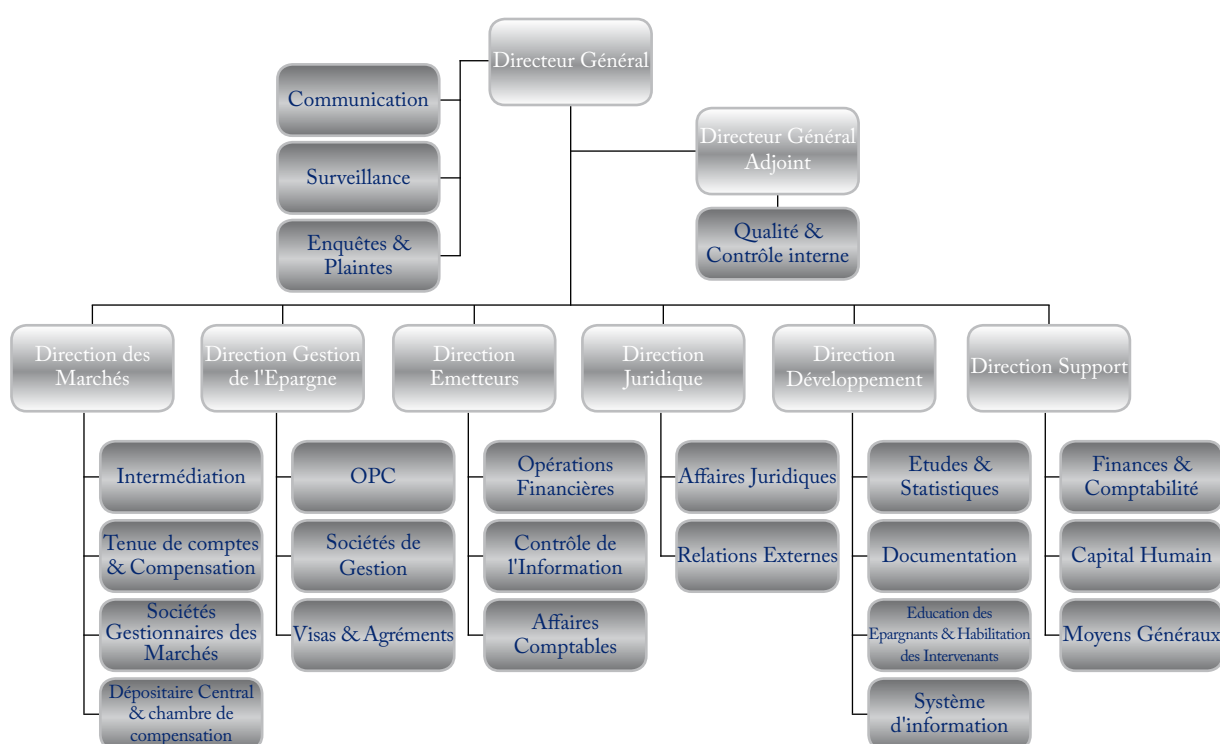 Directeur Général
Communication
Directeur Général
Adjoint
Surveillance
Enquêtes &
Plaintes
Qualité &
Contrôle interne
Direction des
Marchés
Direction Gestion
de l'Epargne
Direction
Emetteurs
Direction
Juridique
Direction
Développement
Direction Support
Intermédiation
Tenue de comptes
& Compensation
Sociétés
Gestionnaires des
Marchés
Dépositaire Central
& chambre de
compensation
OPC
Sociétés de
Gestion
Visas & Agréments
Opérations
Financières
Contrôle de
l'Information
Affaires
Comptables
Affaires Juridiques
Relations Externes
Etudes &
Statistiques
Documentation
Education des
Epargnants & Habilitation
des Intervenants
Système
d'information
Finances &
Comptabilité
Capital Humain
Moyens Généraux